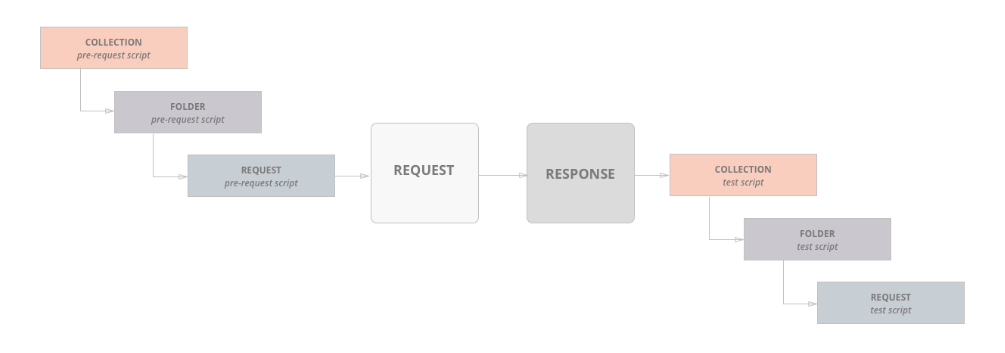 COLLECTION
pre-request script
FOLDER
pre-request script
REQUEST
pre-request script
REQUEST
RESPONSE
COLLECTION
test script
FOLDER
test script
REQUEST
test script